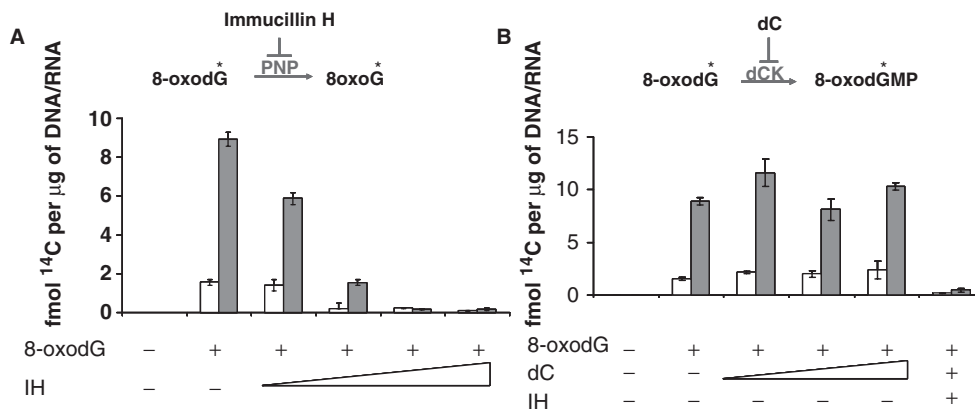 A
Immucillin H
PNP
8-oxodG* 8oxoG*
fmol ¹⁴C per µg of DNA/RNA
10
8
6
4
2
0
8-oxodG – + + + + +
IH – –
B
dC
dCK
8-oxodG* 8-oxodGMP*
fmol ¹⁴C per µg of DNA/RNA
15
10
5
0
8-oxodG – + + + + +
dC – – +
IH – – – – – +